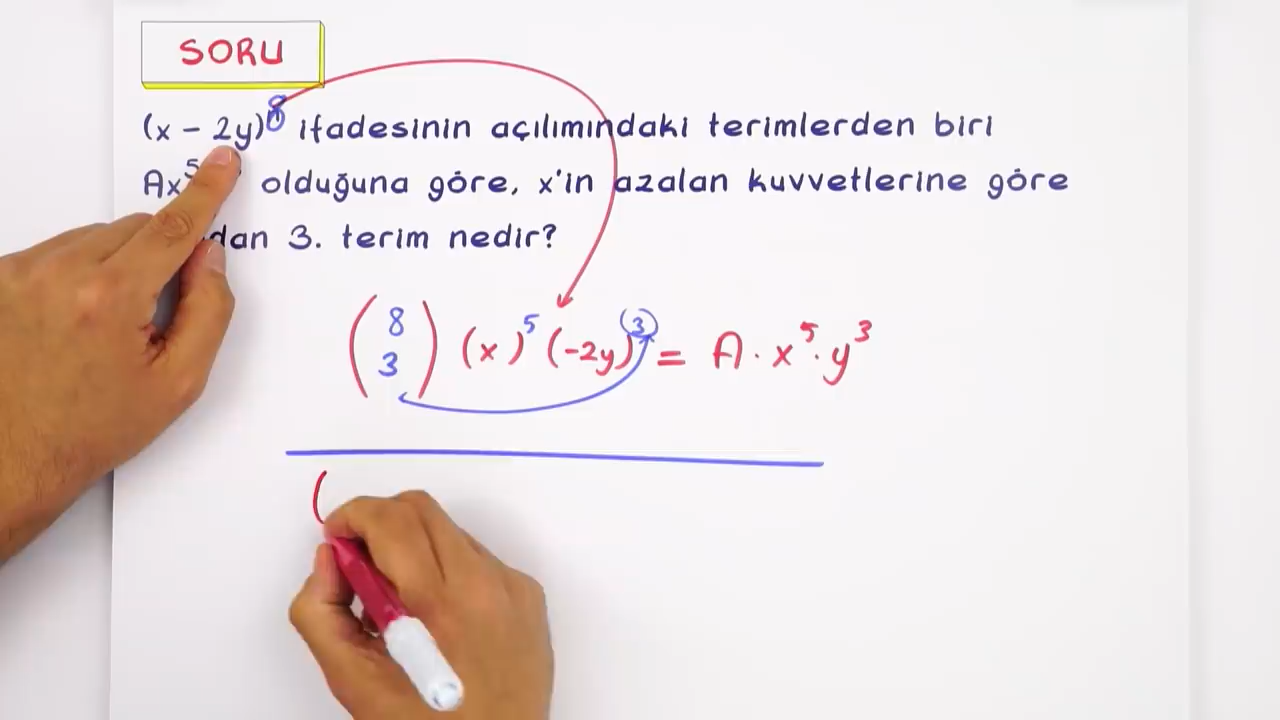 SORU
(x - 2y)⁸ ifadesinin açılımındaki terimlerden biri
Ax⁵ olduğuna göre, x'in azalan kuvvetlerine göre
dan 3. terim nedir?
(8 3) (x)⁵ (-2y)³ = A · x⁵ · y³
(